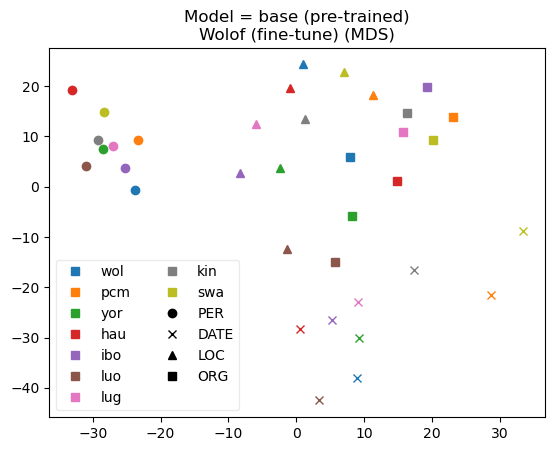 Model = base (pre-trained)
Wolof (fine-tune) (MDS)
20
10
0
−10
−20
−30
−40
wol
pcm
yor
hau
ibo
luo
lug
kin
swa
PER
DATE
LOC
ORG
−30 −20 −10 0 10 20 30